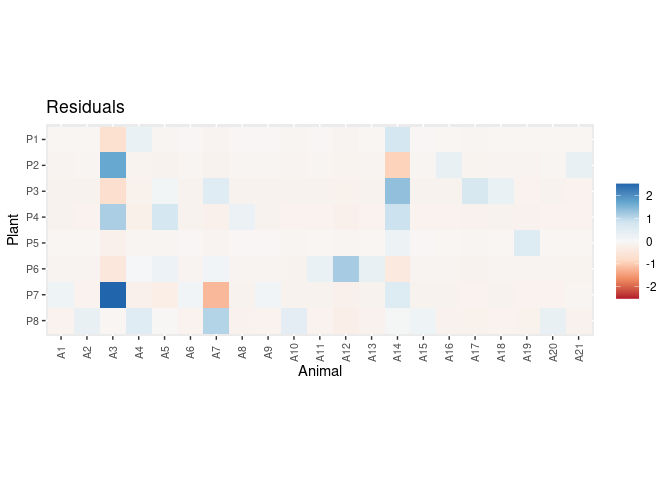 Residuals
Plant
P1
P2
P3
P4
P5
P6
P7
P8
A1 A2 A3 A4 A5 A6 A7 A8 A9 A10 A11 A12 A13 A14 A15 A16 A17 A18 A19 A20 A21
Animal
2
1
0
-1
-2